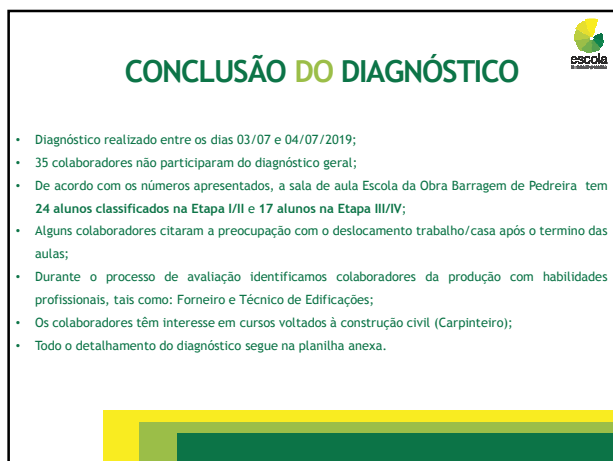 escola
CONCLUSÃO DO DIAGNÓSTICO
• Diagnóstico realizado entre os dias 03/07 e 04/07/2019;
• 35 colaboradores não participaram do diagnóstico geral;
• De acordo com os números apresentados, a sala de aula Escola da Obra Barragem de Pedreira tem
24 alunos classificados na Etapa I/II e 17 alunos na Etapa III/IV;
• Alguns colaboradores citaram a preocupação com o deslocamento trabalho/casa após o termino das
aulas;
• Durante o processo de avaliação identificamos colaboradores da produção com habilidades
profissionais, tais como: Forneiro e Técnico de Edificações;
• Os colaboradores têm interesse em cursos voltados à construção civil (Carpinteiro);
• Todo o detalhamento do diagnóstico segue na planilha anexa.